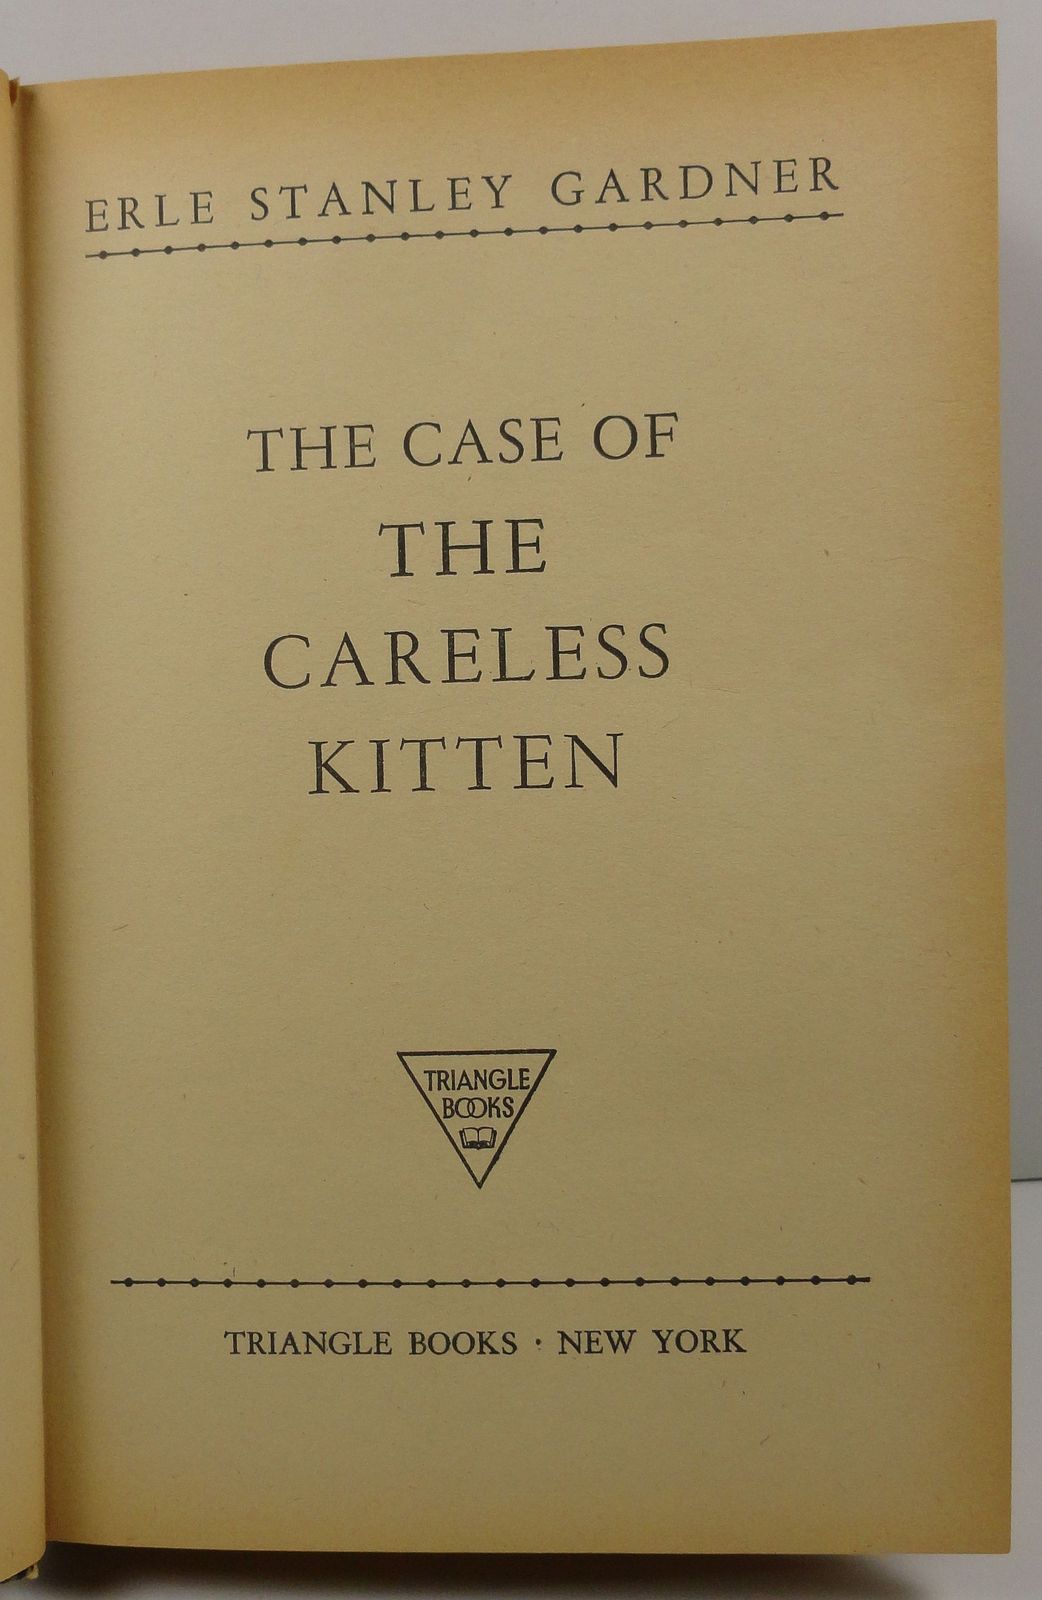 ERLE STANLEY GARDNER
THE CASE OF
THE
CARELESS
KITTEN
TRIANGLE
BOOKS
TRIANGLE BOOKS · NEW YORK